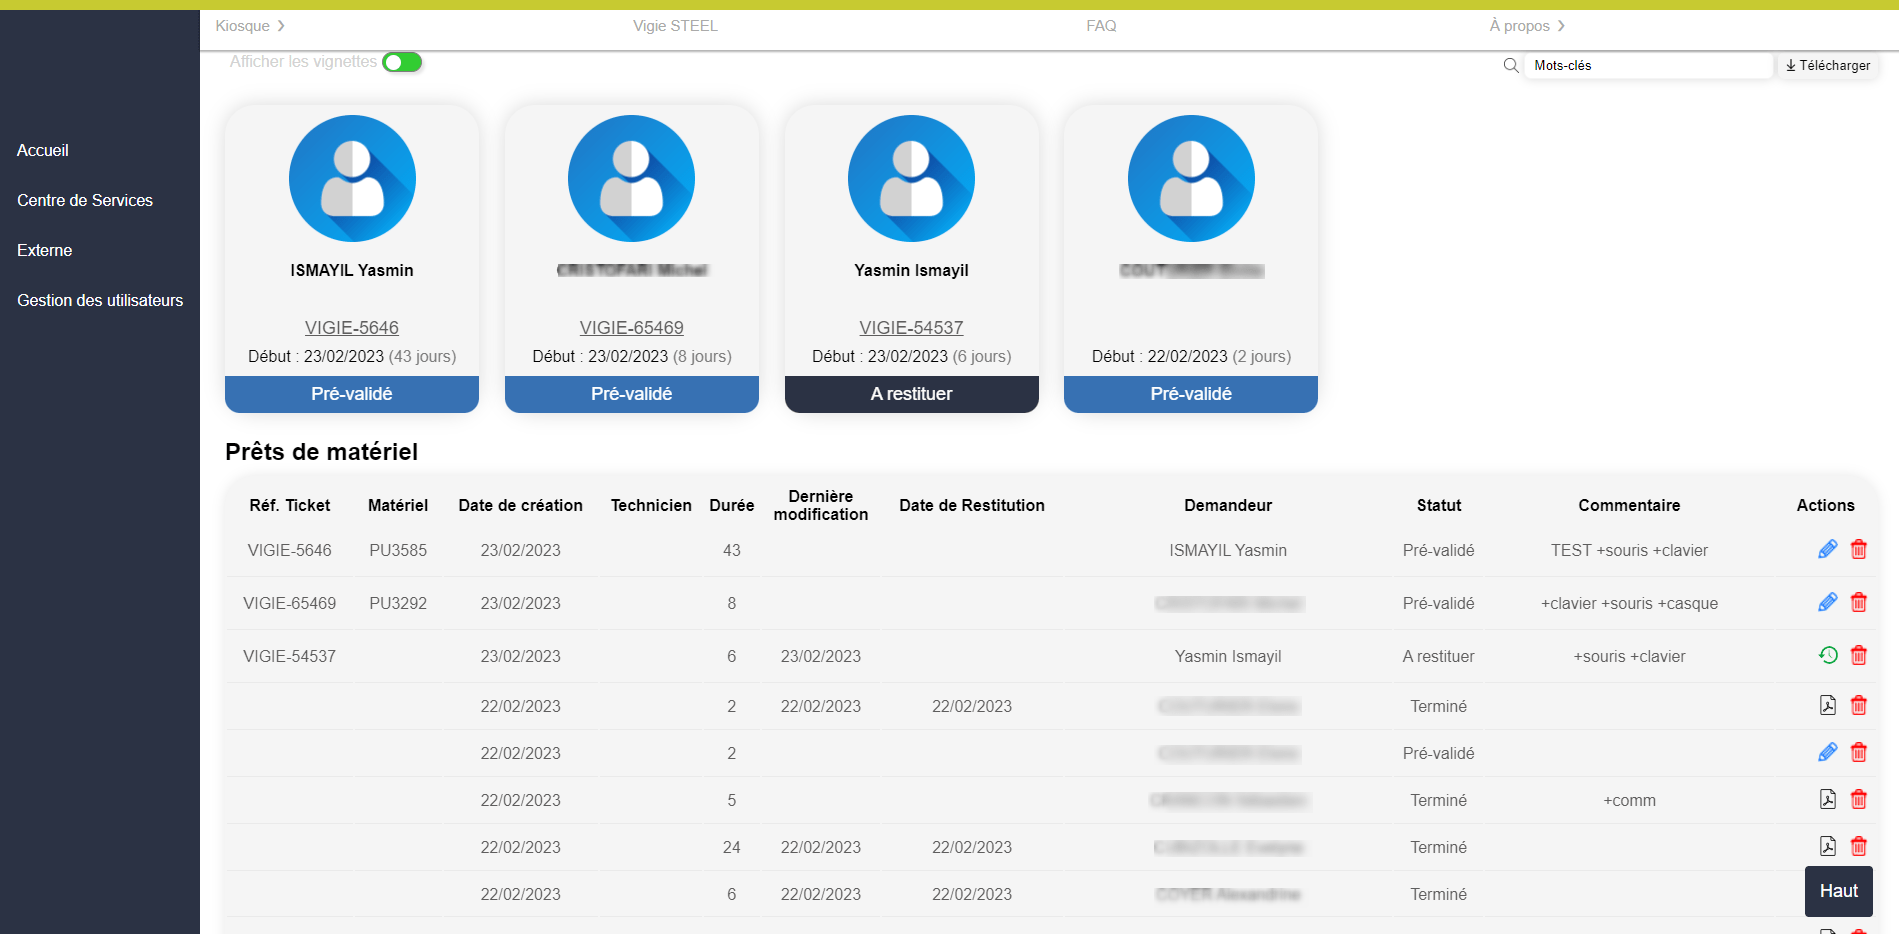 Kiosque
Vigie STEEL
FAQ
À propos
Afficher les vignettes
Mots-clés
Télécharger
Accueil
Centre de Services
Externe
Gestion des utilisateurs
ISMAYIL Yasmin
VIGIE-5646
Début : 23/02/2023 (43 jours)
Pré-validé
VIGIE-65469
Début : 23/02/2023 (8 jours)
Pré-validé
Yasmin Ismayil
VIGIE-54537
Début : 23/02/2023 (6 jours)
A restituer
Début : 22/02/2023 (2 jours)
Pré-validé
Prêts de matériel
Réf. Ticket Matériel Date de création Technicien Durée Dernière modification Date de Restitution Demandeur Statut Commentaire Actions
VIGIE-5646 PU3585 23/02/2023 43 ISMAYIL Yasmin Pré-validé TEST +souris +clavier
VIGIE-65469 PU3292 23/02/2023 8 Pré-validé +clavier +souris +casque
VIGIE-54537 23/02/2023 6 23/02/2023 Yasmin Ismayil A restituer +souris +clavier
22/02/2023 2 22/02/2023 22/02/2023 Terminé
22/02/2023 2 Pré-validé
22/02/2023 5 Terminé +comm
22/02/2023 24 22/02/2023 22/02/2023 Terminé
22/02/2023 6 22/02/2023 22/02/2023 Terminé
Haut